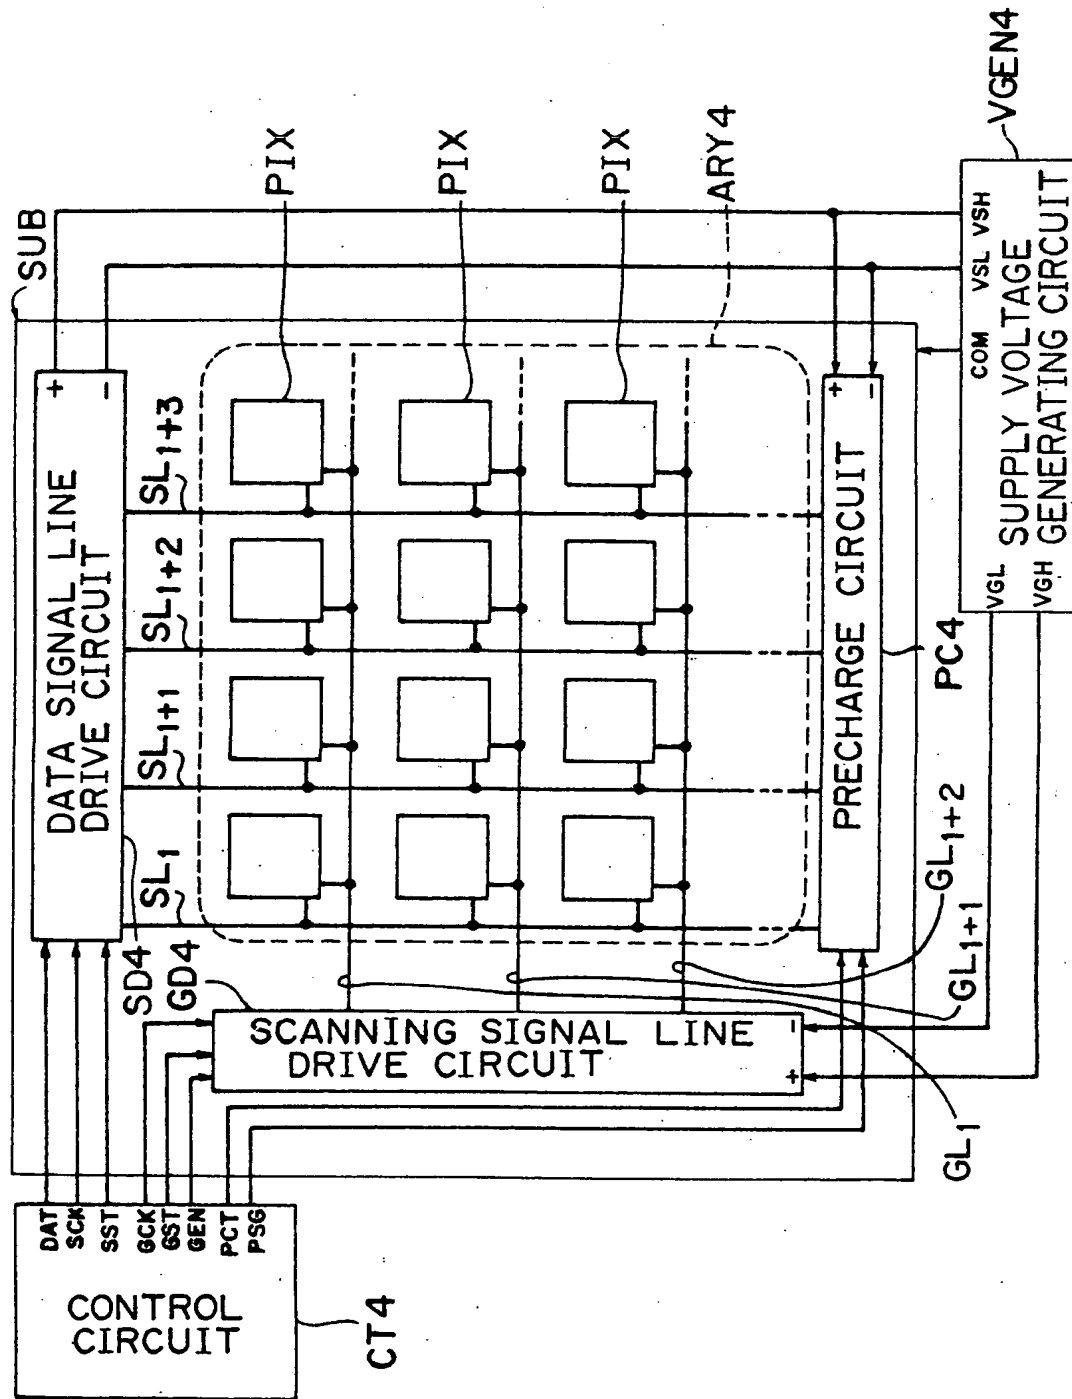 SUB
DATA SIGNAL LINE
DRIVE CIRCUIT
+
-
SD4
SL1
SL1+1
SL1+2
SL1+3
PIX
PIX
PIX
ARY4
GD4
SCANNING SIGNAL LINE
DRIVE CIRCUIT
+
-
CONTROL
CIRCUIT
DAT
SCK
SST
GCK
GST
GEN
PCT
PSG
CT4
GL1
GL1+1
GL1+2
PRECHARGE CIRCUIT
+
-
PC4
SUPPLY VOLTAGE
GENERATING CIRCUIT
VGL
VGH
COM
VSL
VSH
VGEN4